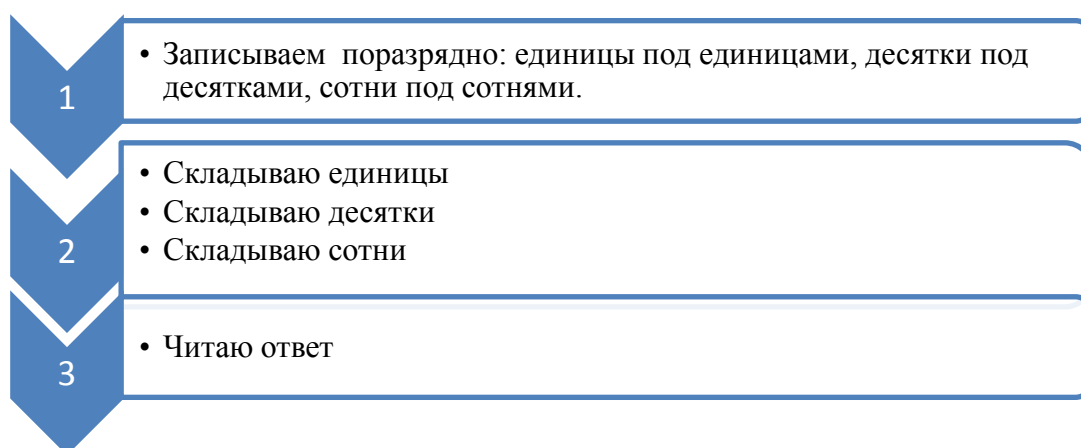 1
• Записываем поразрядно: единицы под единицами, десятки под
десятками, сотни под сотнями.
2
• Складываю единицы
• Складываю десятки
• Складываю сотни
3
• Читаю ответ